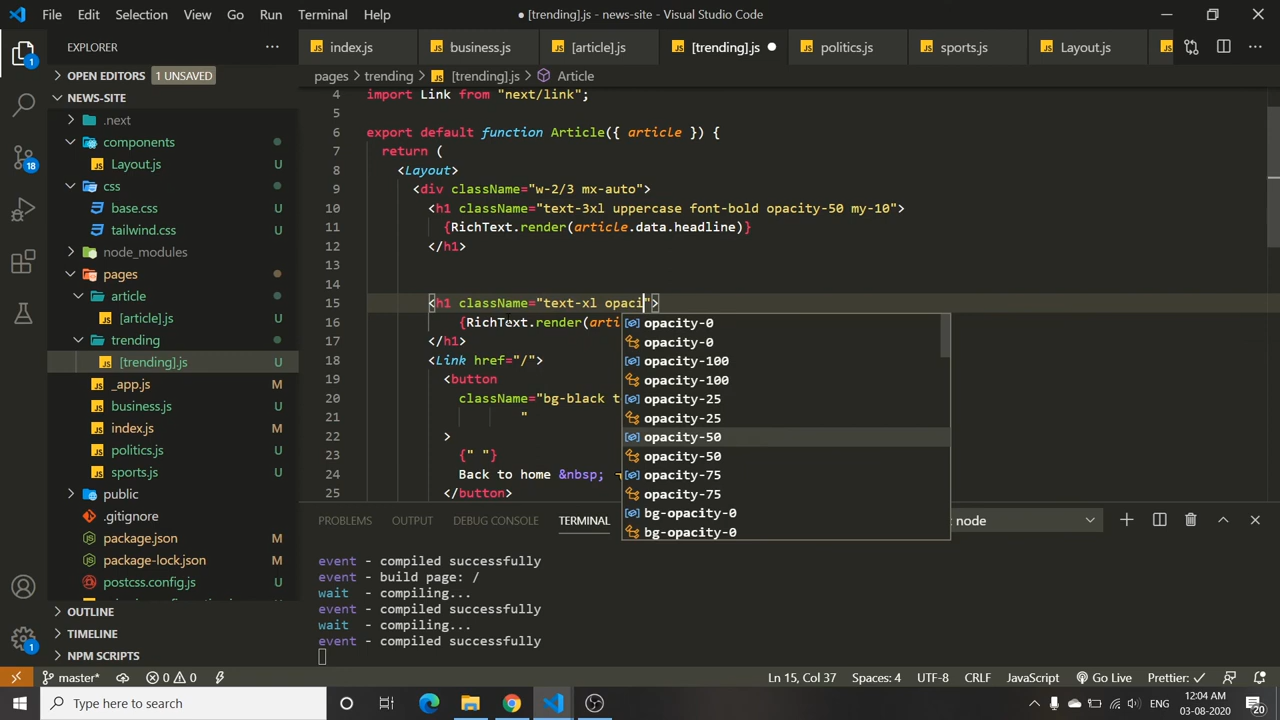 File Edit Selection View Go Run Terminal Help
● [trending].js - news-site - Visual Studio Code
EXPLORER
OPEN EDITORS 1 UNSAVED
NEWS-SITE
.next
components
Layout.js U
css
base.css U
tailwind.css U
node_modules
pages
article
[article].js U
trending
[trending].js U
_app.js M
business.js U
index.js M
politics.js U
sports.js U
public
.gitignore
package.json M
package-lock.json M
postcss.config.js U
OUTLINE
TIMELINE
NPM SCRIPTS
index.js business.js [article].js [trending].js ● politics.js sports.js Layout.js
pages > trending > [trending].js > Article
4 import Link from "next/link";
5
6 export default function Article({ article }) {
7 return (
8 <Layout>
9 <div className="w-2/3 mx-auto">
10 <h1 className="text-3xl uppercase font-bold opacity-50 my-10">
11 {RichText.render(article.data.headline)}
12 </h1>
13
14
15 <h1 className="text-xl opaci">
16 {RichText.render(arti
17 </h1>
18 <Link href="/">
19 <button
20 className="bg-black t
21 "
22 >
23 {" "}
24 Back to home &nbsp;
25 </button>
opacity-0
opacity-0
opacity-100
opacity-100
opacity-25
opacity-25
opacity-50
opacity-50
opacity-75
opacity-75
bg-opacity-0
bg-opacity-0
PROBLEMS OUTPUT DEBUG CONSOLE TERMINAL node
event - compiled successfully
event - build page: /
wait - compiling...
event - compiled successfully
wait - compiling...
event - compiled successfully
1
18
1
master* 0 0 Ln 15, Col 37 Spaces: 4 UTF-8 CRLF JavaScript Go Live Prettier: ✓
Type here to search
12:04 AM
03-08-2020
20